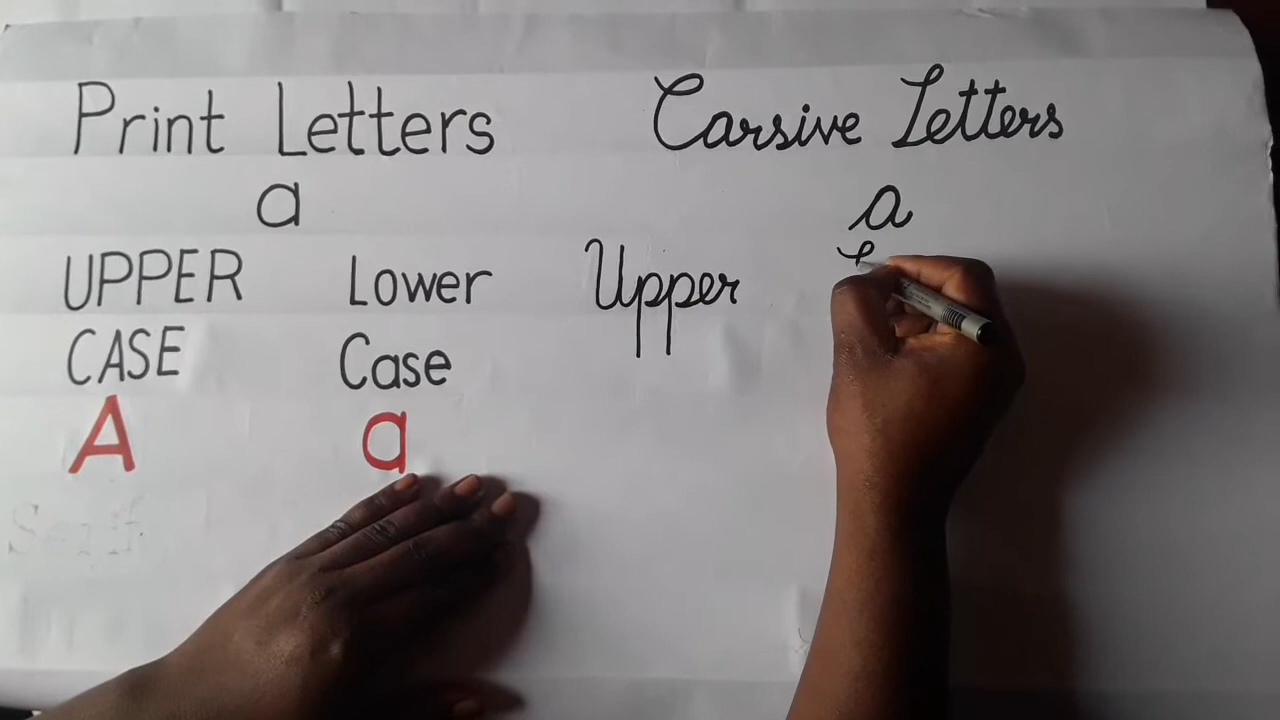 Print Letters
Carsive Letters
a
a
UPPER
Lower
Upper
CASE
Case
A
a